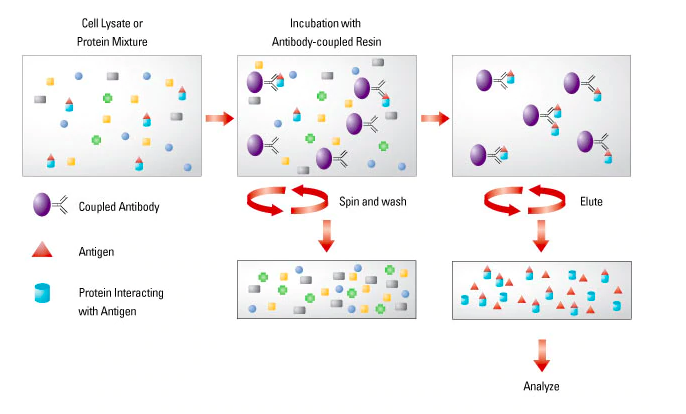 Cell Lysate or
Protein Mixture
Incubation with
Antibody-coupled Resin
Coupled Antibody
Antigen
Protein Interacting
with Antigen
Spin and wash
Elute
Analyze